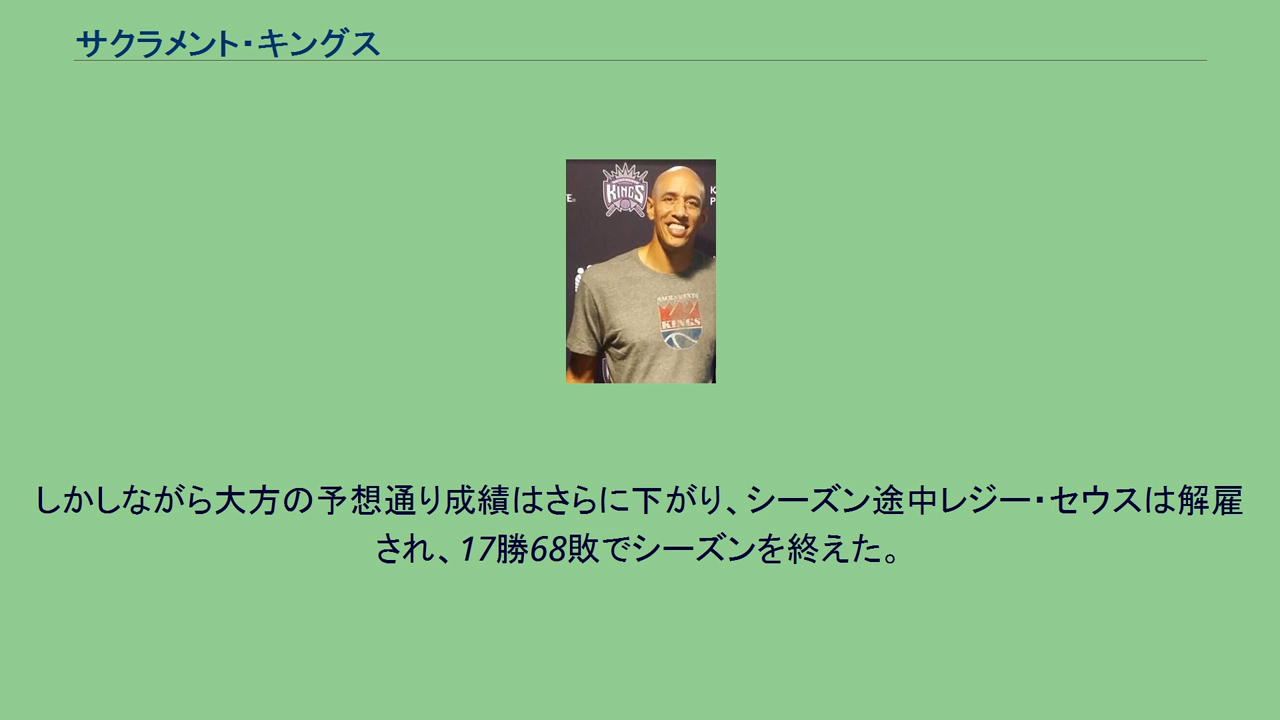 サクラメント・キングス
KINGS
E.
K
P
SACRAMENTO
KINGS
しかしながら大方の予想通り成績はさらに下がり、シーズン途中レジー・セウスは解雇
され、17勝68敗でシーズンを終えた。